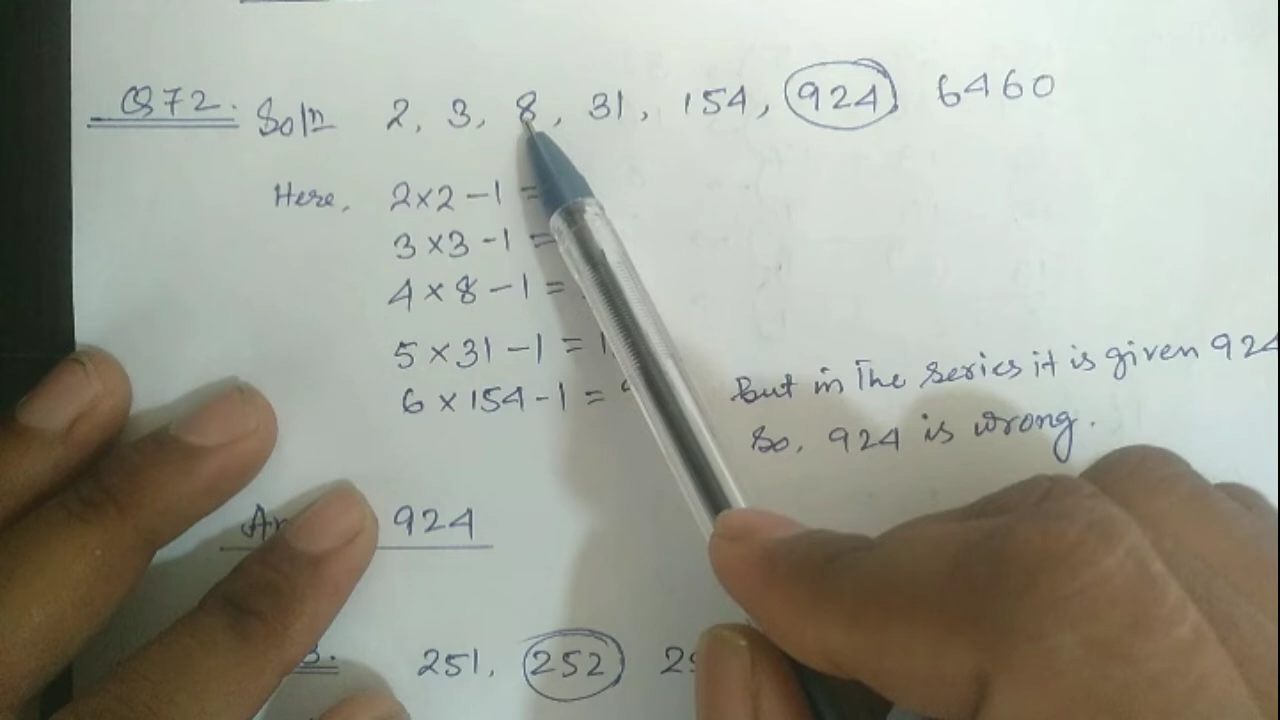 Q72. Soln 2, 3, 8, 31, 154, 924, 6460
Here, 2×2-1 =
3×3-1 =
4×8-1 =
5×31-1 = 1
6×154-1 =
But in The series it is given 924
So, 924 is wrong.
924
251, 252